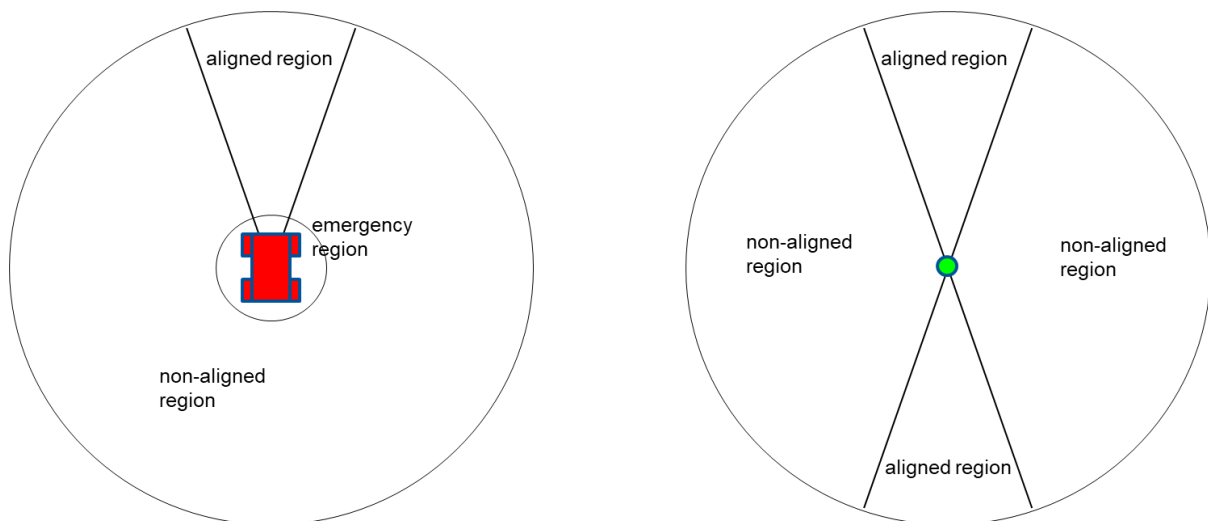 aligned region
emergency
region
non-aligned
region
aligned region
non-aligned
region
non-aligned
region
aligned region